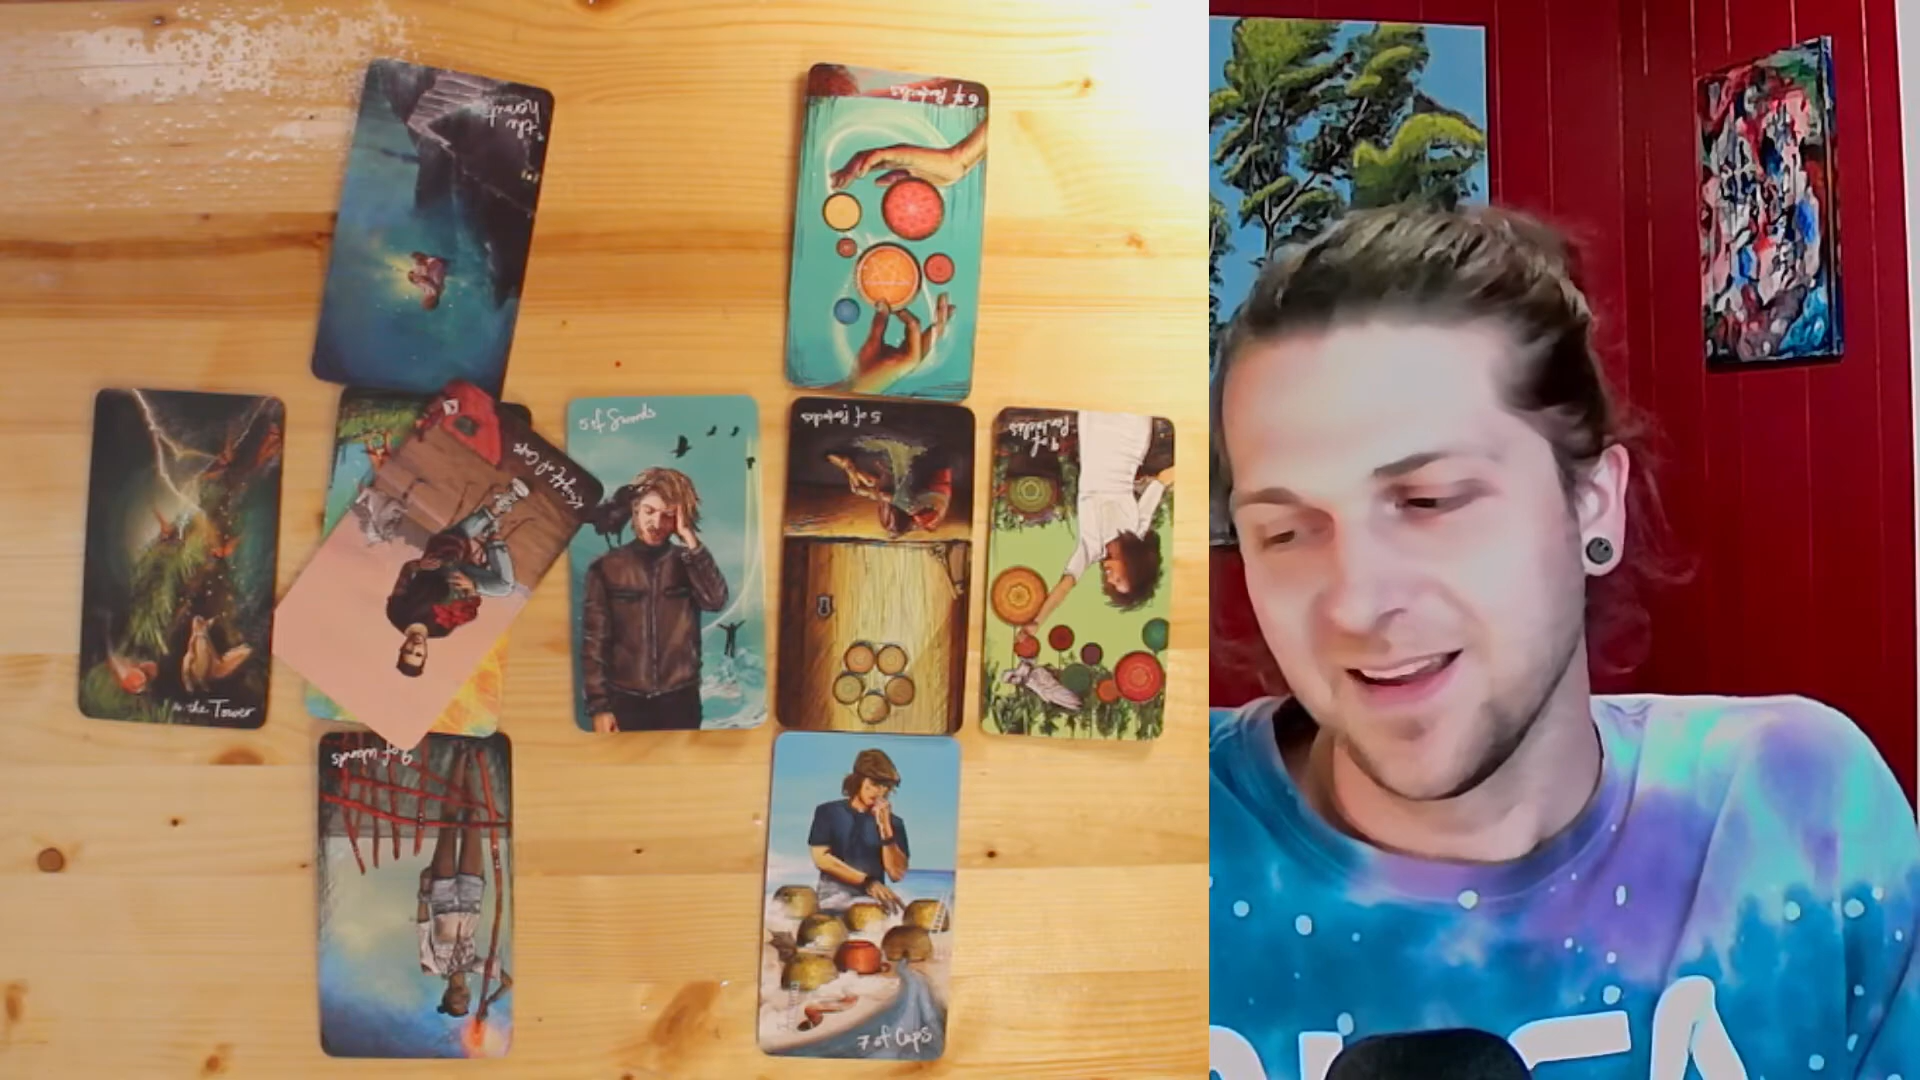 the
hermit
6 of Pentacles
Knight of Cups
5 of Swords
5 of Pentacles
9 of
Pentacles
the Tower
9 of wands
7 of Cups